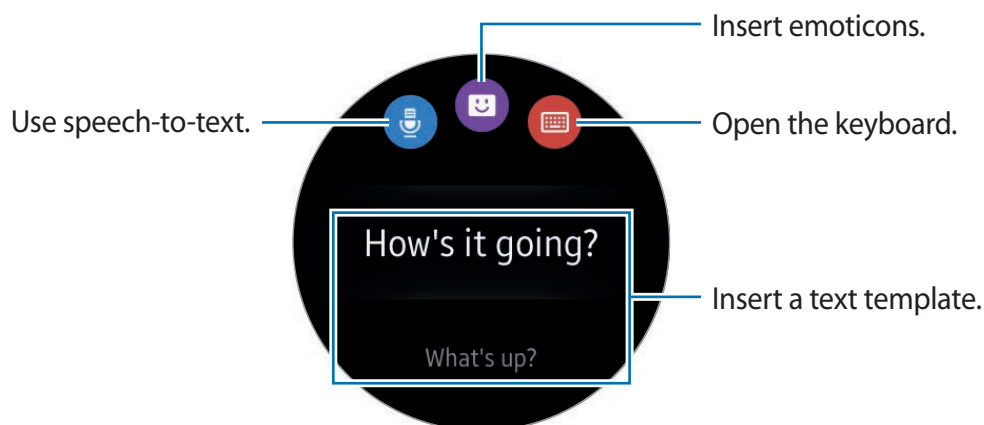 Insert emoticons.
Use speech-to-text.
Open the keyboard.
How's it going?
Insert a text template.
What's up?